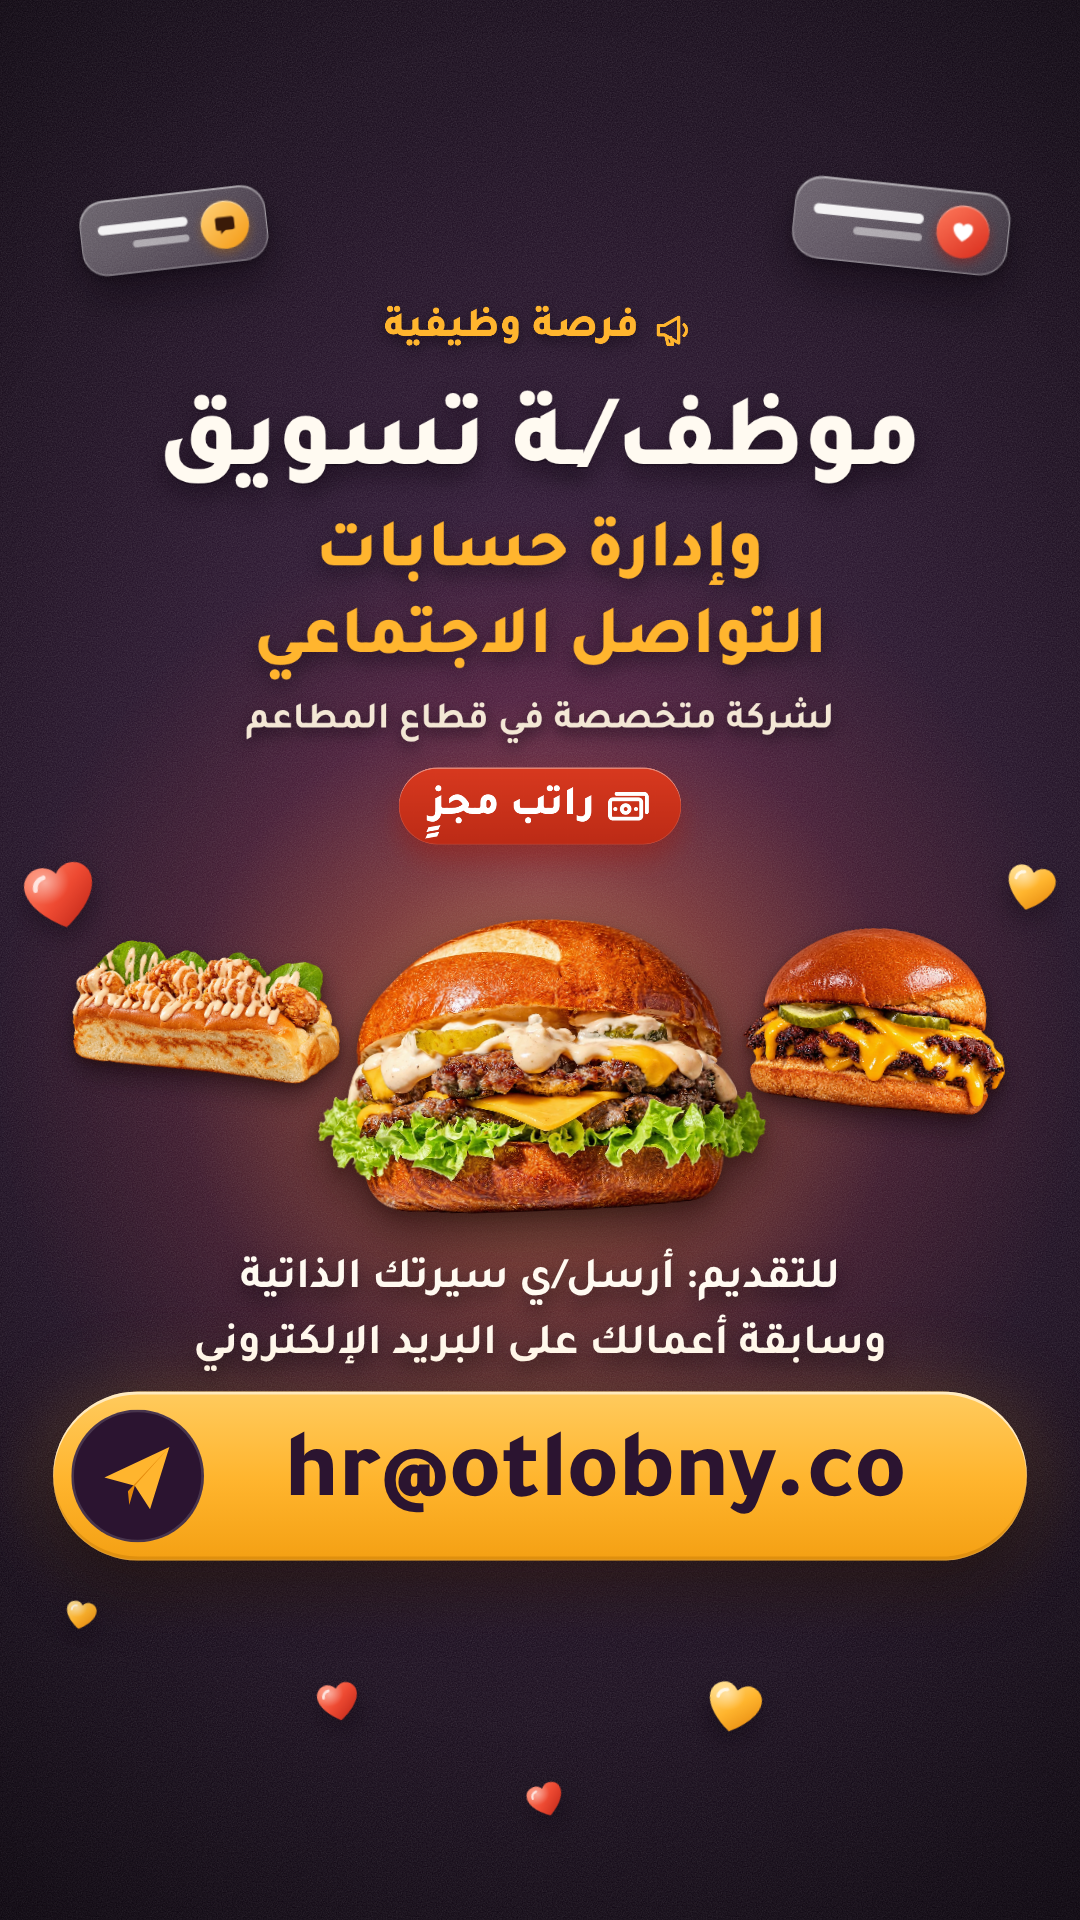 فرصة وظيفية
موظف/ـة تسويق
وإدارة حسابات
التواصل الاجتماعي
لشركة متخصصة في قطاع المطاعم
راتب مجزٍ
للتقديم: أرسل/ي سيرتك الذاتية
وسابقة أعمالك على البريد الإلكتروني
hr@otlobny.co